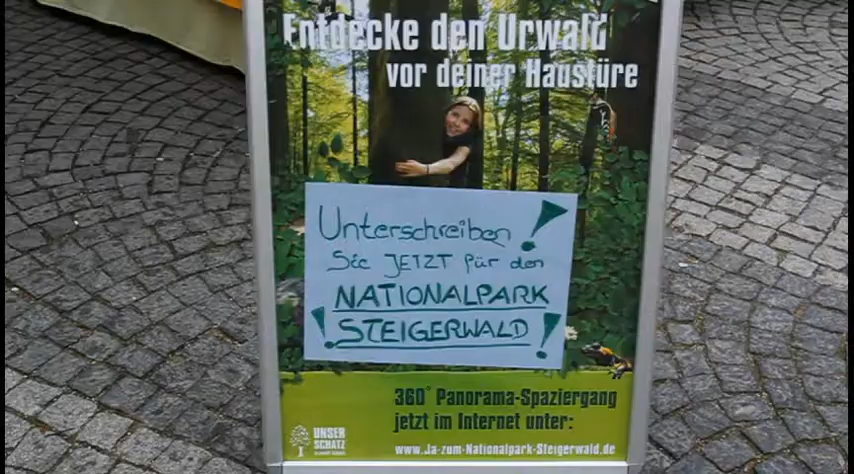 Entdecke den Urwald
vor deiner Haustüre
Unterschreiben!
Sie JETZT für den
NATIONALPARK
! STEIGERWALD !
360° Panorama-Spaziergang
jetzt im Internet unter:
UNSER
SCHATZ
www.Ja-zum-Nationalpark-Steigerwald.de